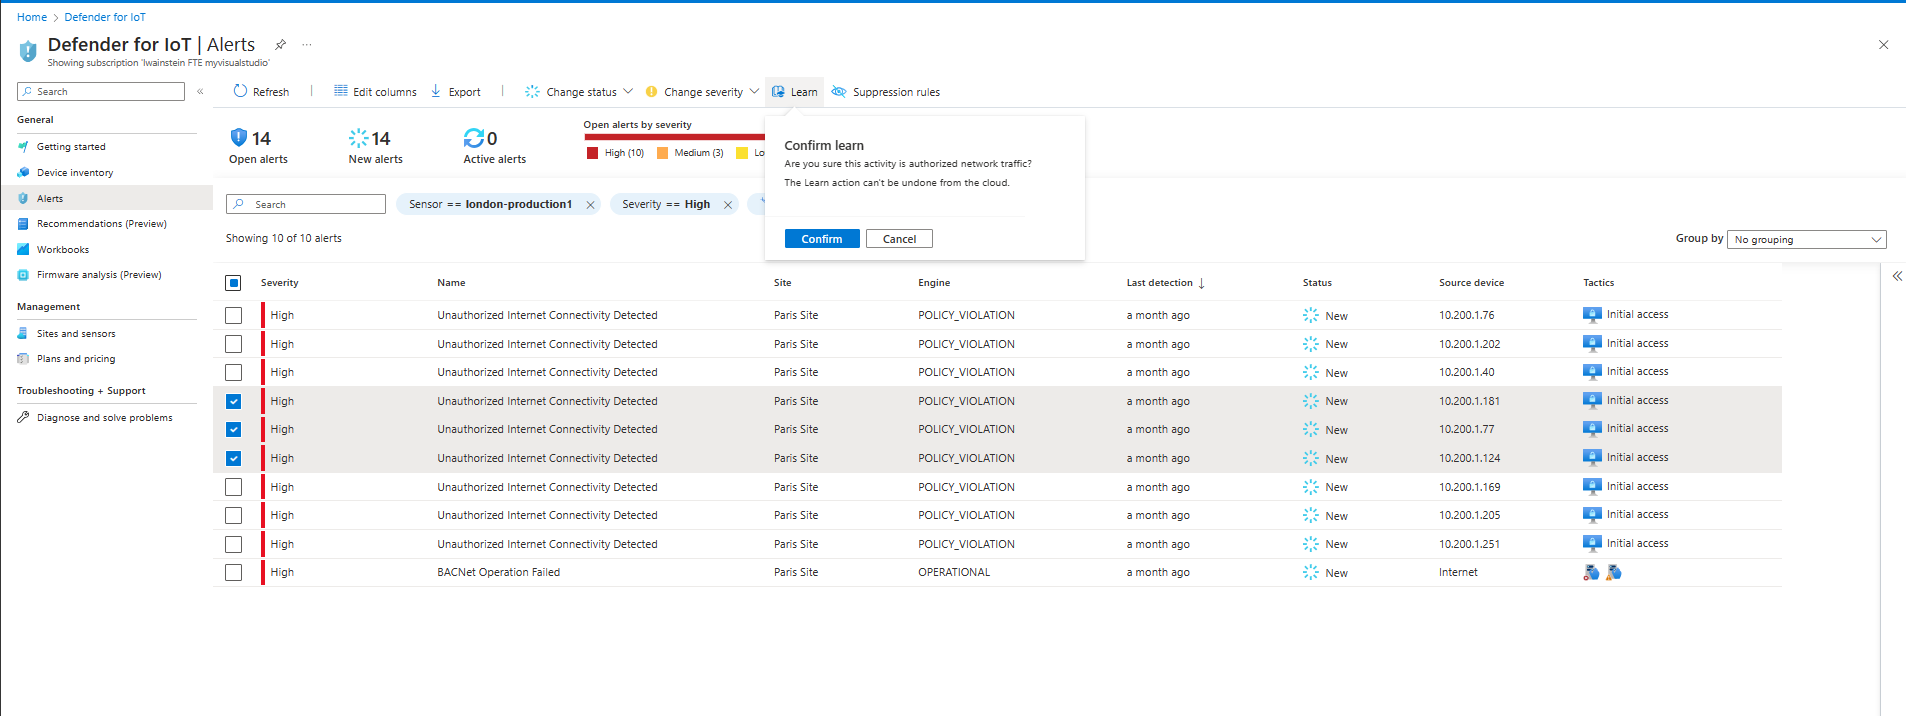 Home > Defender for IoT
Defender for IoT | Alerts ...
Showing subscription 'lwainstein FTE myvisualstudio'
Search «
Refresh | Edit columns Export | Change status Change severity Learn Suppression rules
General
Getting started
Device inventory
Alerts
Recommendations (Preview)
Workbooks
Firmware analysis (Preview)
Management
Sites and sensors
Plans and pricing
Troubleshooting + Support
Diagnose and solve problems
14 14 0
Open alerts New alerts Active alerts
Open alerts by severity
High (10) Medium (3) Lo
Confirm learn
Are you sure this activity is authorized network traffic?
The Learn action can't be undone from the cloud.
Confirm Cancel
Search Sensor == london-production1 Severity == High
Showing 10 of 10 alerts
Group by No grouping
Severity Name Site Engine Last detection ↓ Status Source device Tactics
High Unauthorized Internet Connectivity Detected Paris Site POLICY_VIOLATION a month ago New 10.200.1.76 Initial access
High Unauthorized Internet Connectivity Detected Paris Site POLICY_VIOLATION a month ago New 10.200.1.202 Initial access
High Unauthorized Internet Connectivity Detected Paris Site POLICY_VIOLATION a month ago New 10.200.1.40 Initial access
High Unauthorized Internet Connectivity Detected Paris Site POLICY_VIOLATION a month ago New 10.200.1.181 Initial access
High Unauthorized Internet Connectivity Detected Paris Site POLICY_VIOLATION a month ago New 10.200.1.77 Initial access
High Unauthorized Internet Connectivity Detected Paris Site POLICY_VIOLATION a month ago New 10.200.1.124 Initial access
High Unauthorized Internet Connectivity Detected Paris Site POLICY_VIOLATION a month ago New 10.200.1.169 Initial access
High Unauthorized Internet Connectivity Detected Paris Site POLICY_VIOLATION a month ago New 10.200.1.205 Initial access
High Unauthorized Internet Connectivity Detected Paris Site POLICY_VIOLATION a month ago New 10.200.1.251 Initial access
High BACNet Operation Failed Paris Site OPERATIONAL a month ago New Internet